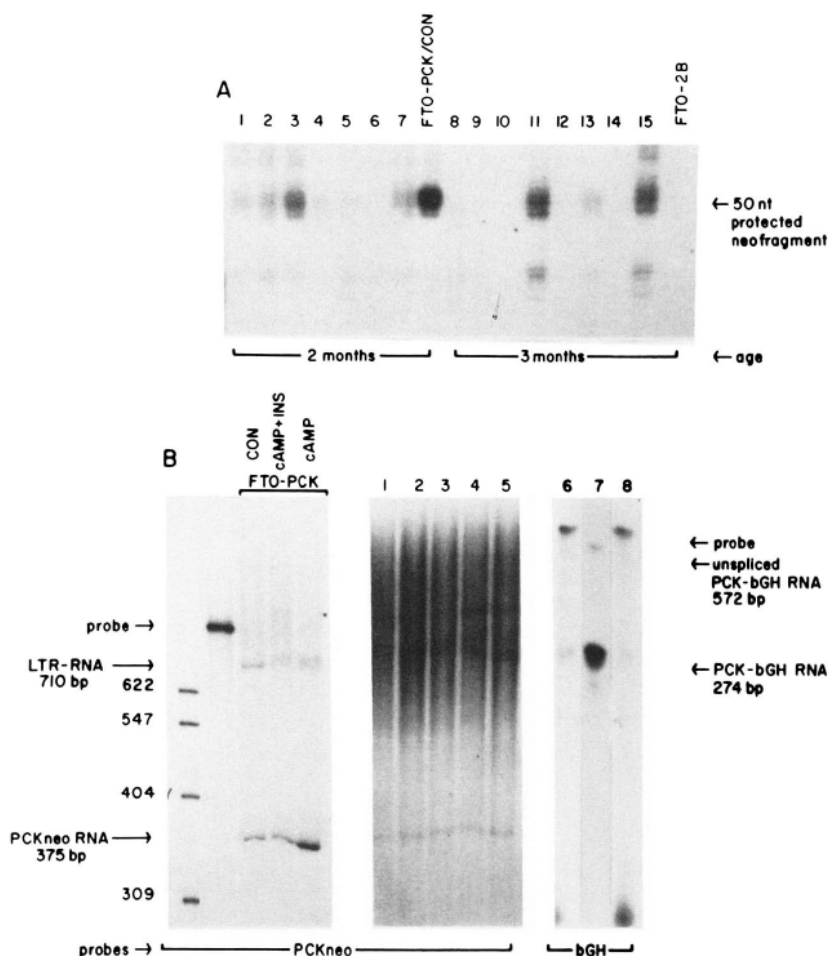 A
1 2 3 4 5 6 7 FTO-PCK/CON 8 9 10 11 12 13 14 15 FTO-2B
← 50 nt
protected
neo fragment
2 months 3 months ← age
B
CON cAMP+INS cAMP
FTO-PCK
1 2 3 4 5
6 7 8
probe →
LTR-RNA →
710 bp
622
547
404
PCKneo RNA →
375 bp
309
← probe
← unspliced
PCK-bGH RNA
572 bp
← PCK-bGH RNA
274 bp
probes → PCKneo bGH